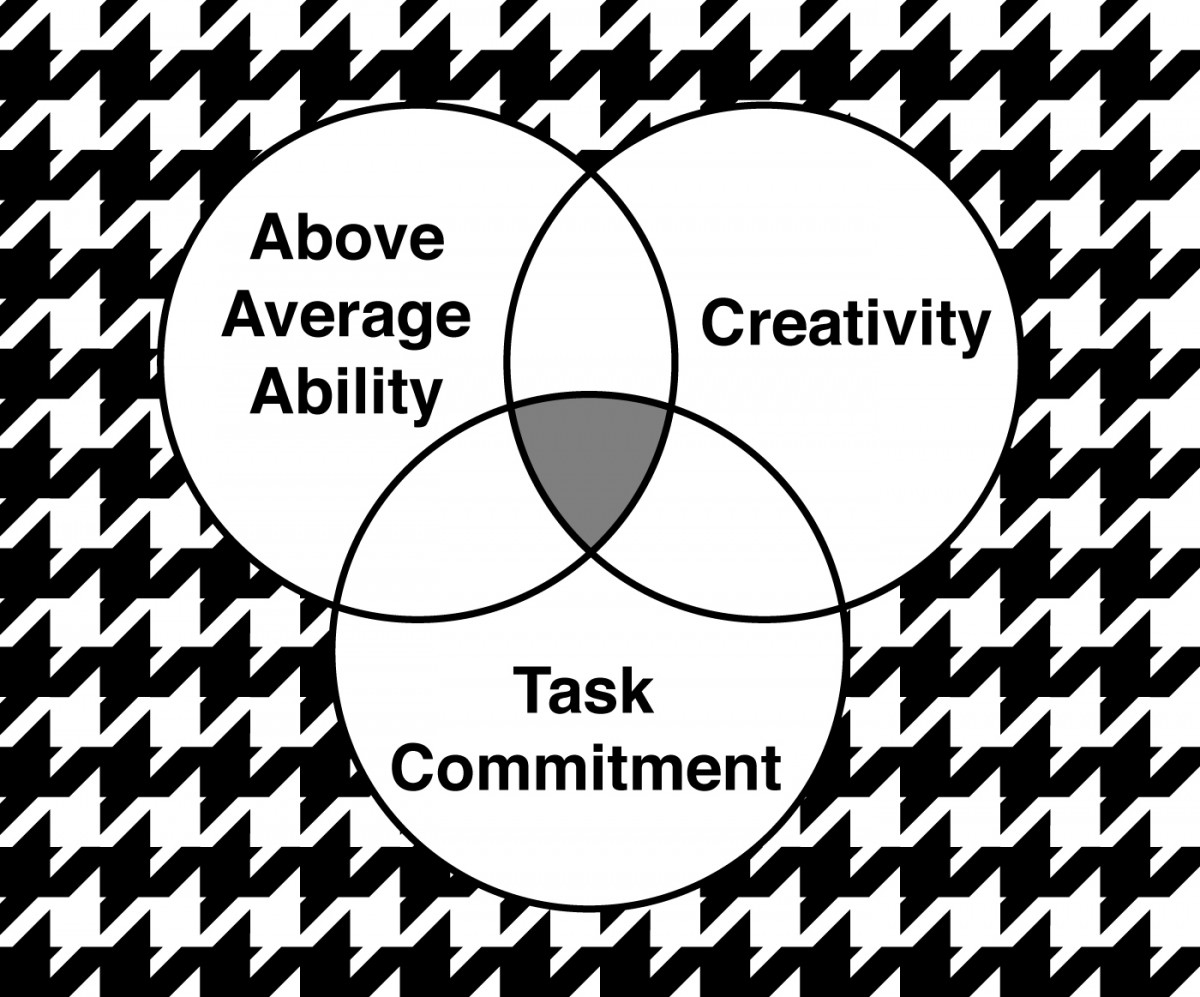 Above
Average
Ability
Creativity
Task
Commitment